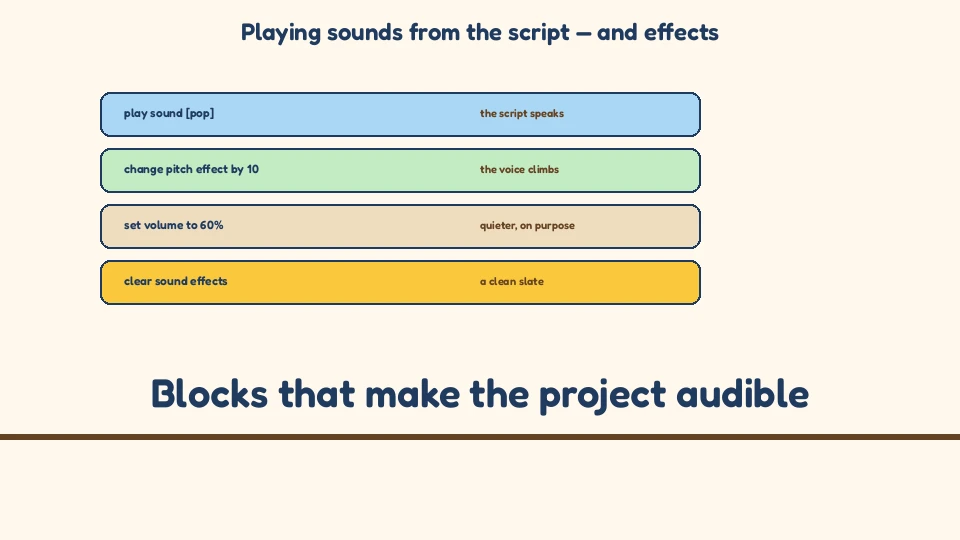 Playing sounds from the script — and effects
play sound [pop] the script speaks
change pitch effect by 10 the voice climbs
set volume to 60% quieter, on purpose
clear sound effects a clean slate
Blocks that make the project audible